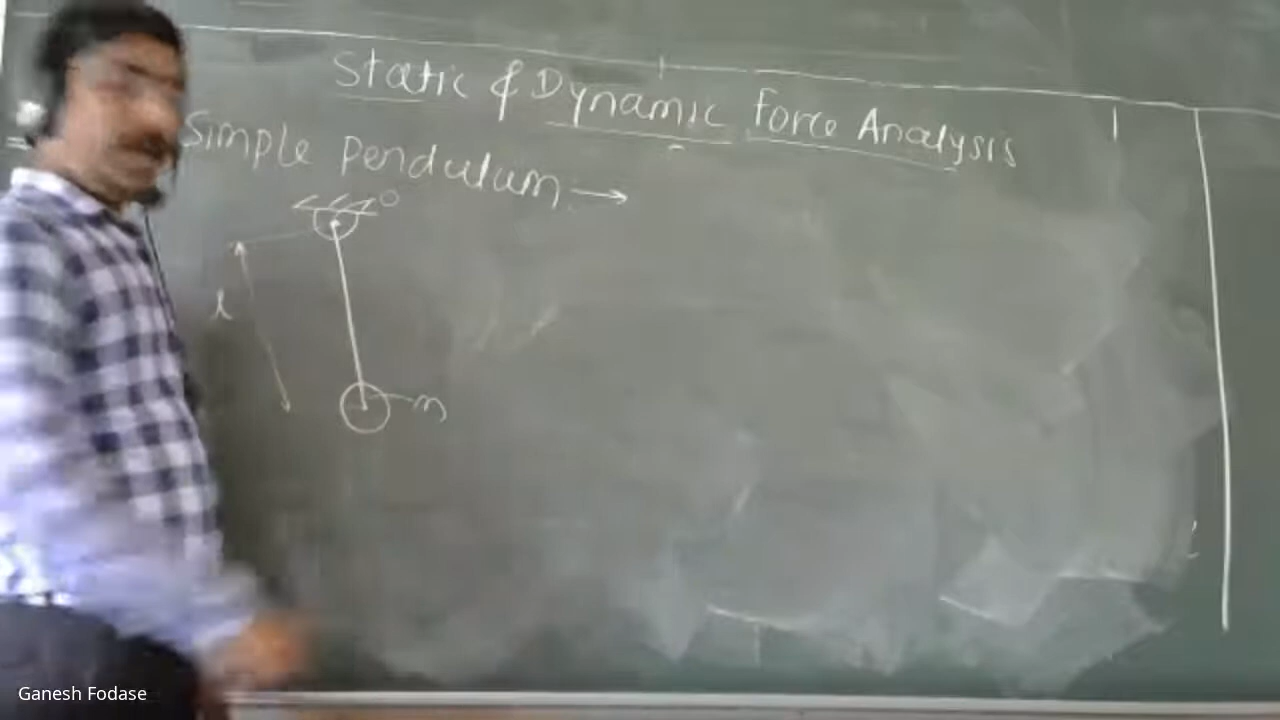 Static & Dynamic Force Analysis
Simple Pendulum →
O
l
m
Ganesh Fodase